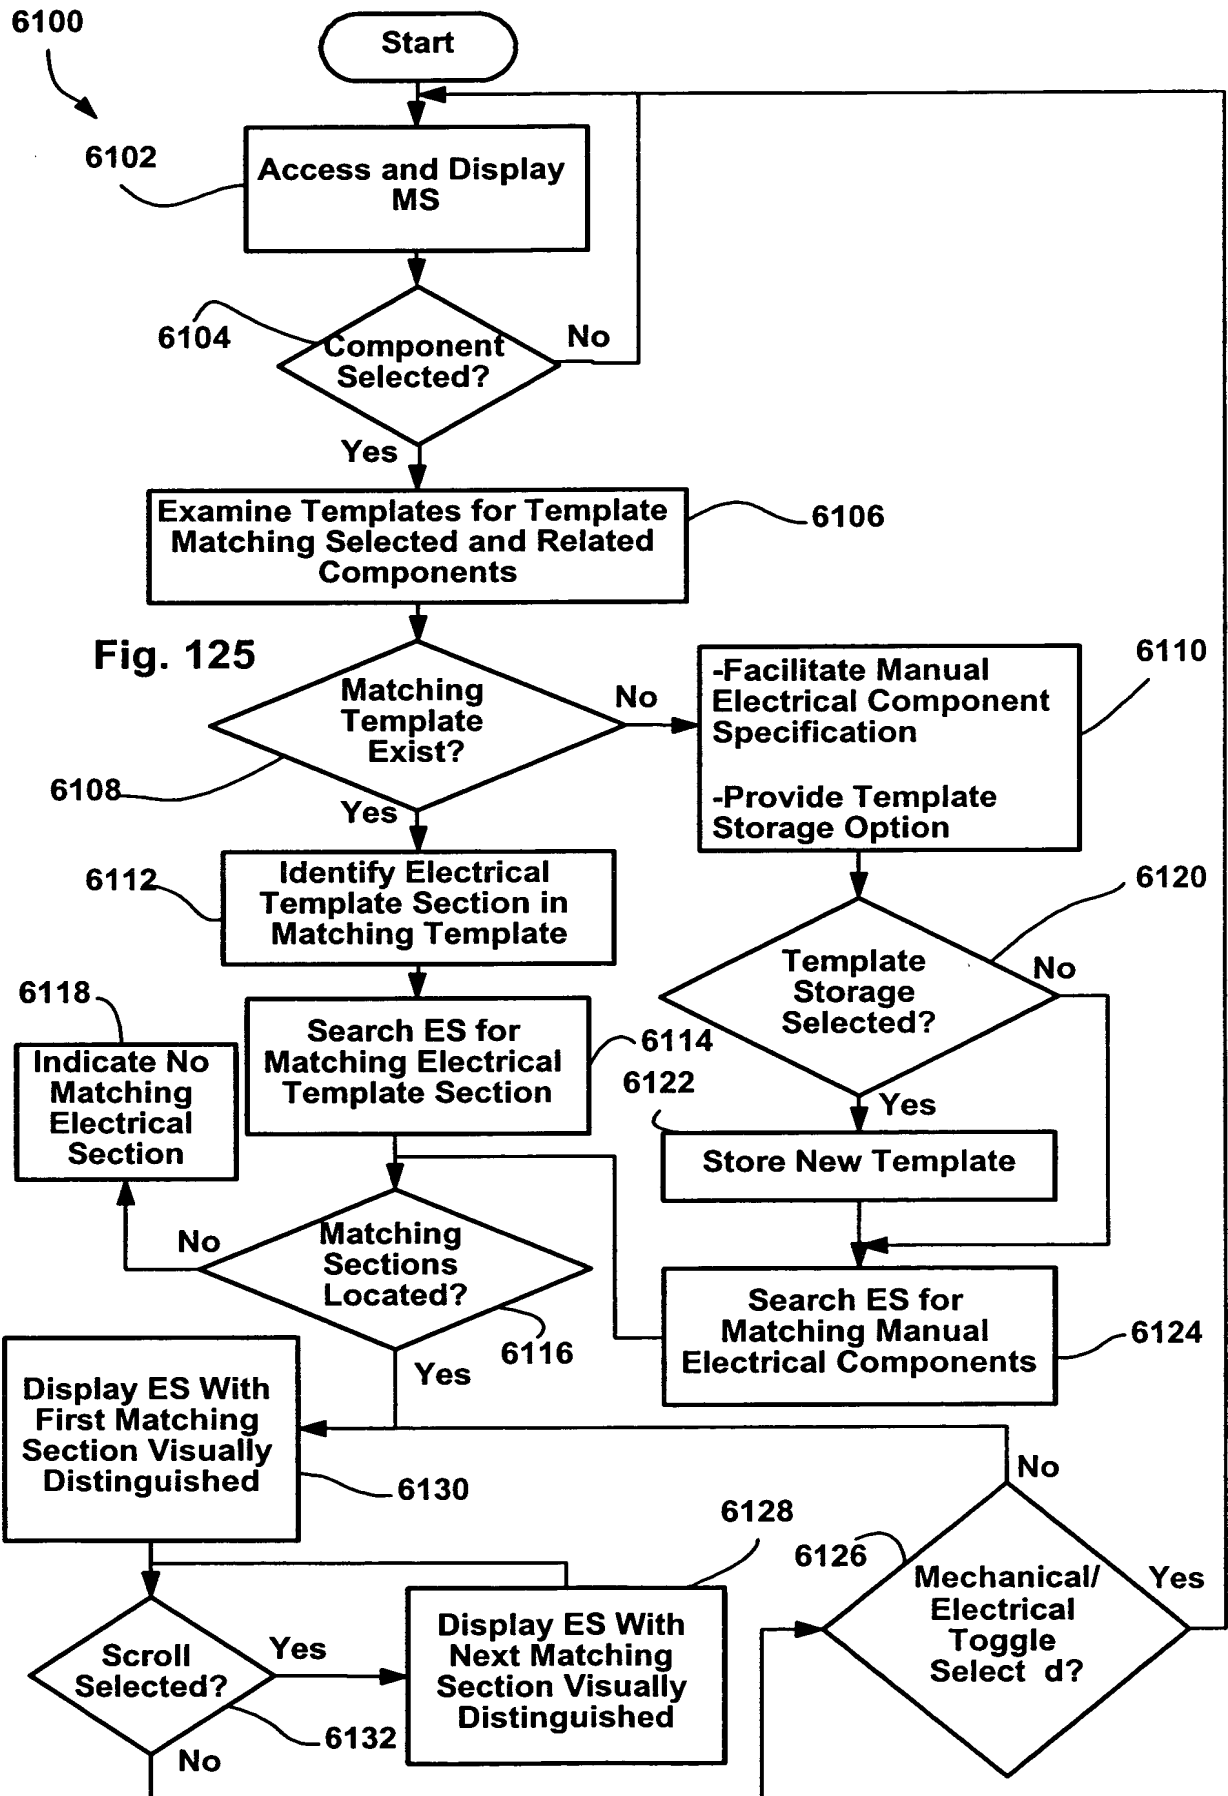 6100
Start
6102
Access and Display
MS
6104
Component
Selected?
No
Yes
Examine Templates for Template
Matching Selected and Related
Components
6106
Fig. 125
Matching
Template
Exist?
No
6108
Yes
-Facilitate Manual
Electrical Component
Specification
-Provide Template
Storage Option
6110
6112
Identify Electrical
Template Section in
Matching Template
6120
Template
Storage
Selected?
No
Yes
6118
Indicate No
Matching
Electrical
Section
Search ES for
Matching Electrical
Template Section
6114
6122
Store New Template
Matching
Sections
Located?
No
6116
Yes
Search ES for
Matching Manual
Electrical Components
6124
Display ES With
First Matching
Section Visually
Distinguished
6130
No
6128
6126
Mechanical/
Electrical
Toggle
Select d?
Yes
Scroll
Selected?
Yes
6132
No
Display ES With
Next Matching
Section Visually
Distinguished